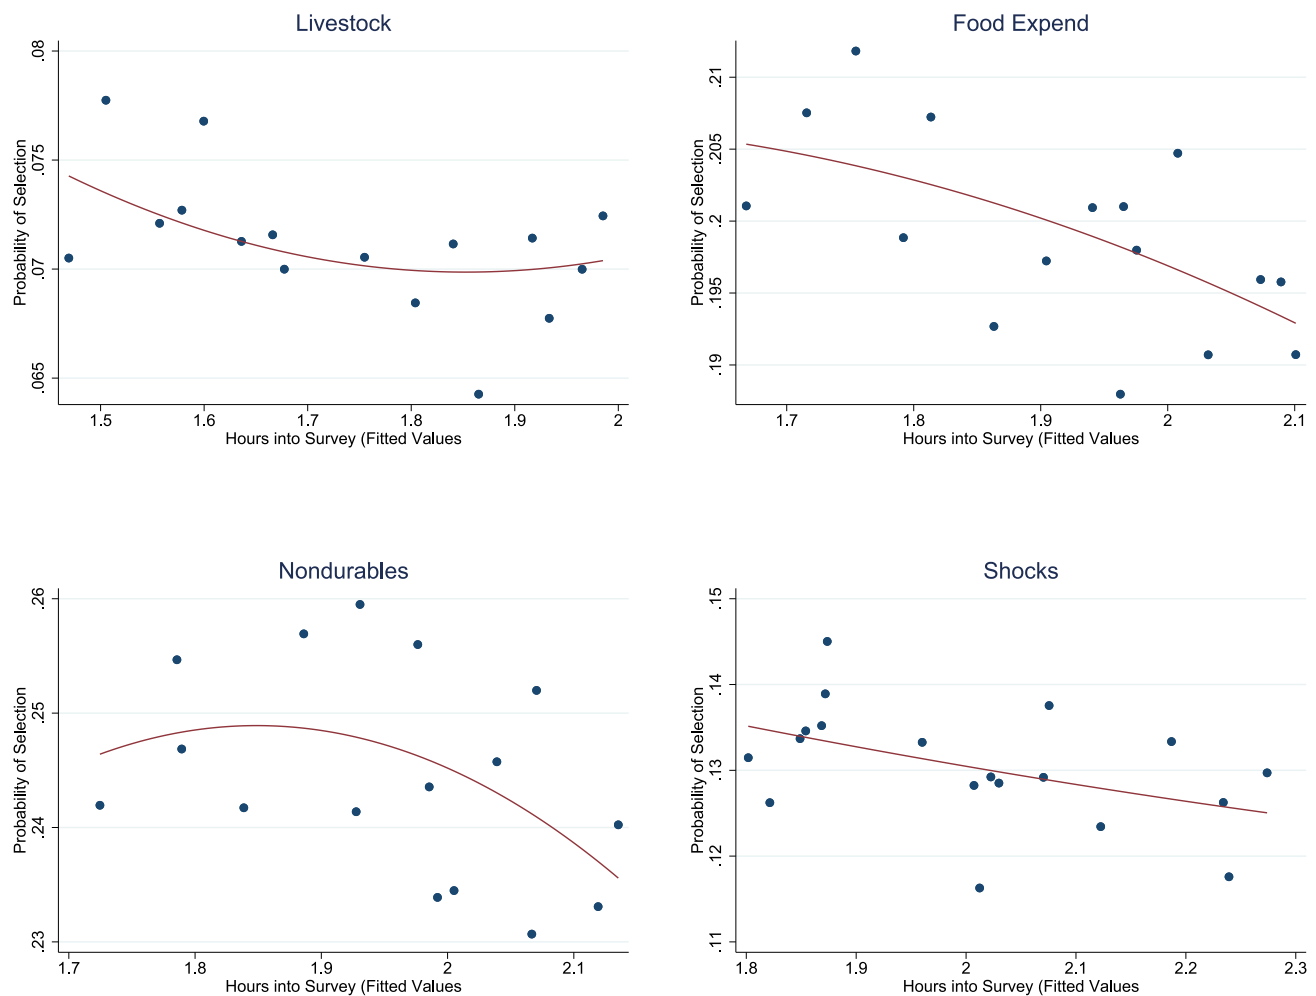 Livestock
Probability of Selection
.08
.075
.07
.065
1.5 1.6 1.7 1.8 1.9 2
Hours into Survey (Fitted Values
Food Expend
Probability of Selection
.21
.205
.2
.195
.19
1.7 1.8 1.9 2 2.1
Hours into Survey (Fitted Values
Nondurables
Probability of Selection
.26
.25
.24
.23
1.7 1.8 1.9 2 2.1
Hours into Survey (Fitted Values
Shocks
Probability of Selection
.15
.14
.13
.12
.11
1.8 1.9 2 2.1 2.2 2.3
Hours into Survey (Fitted Values